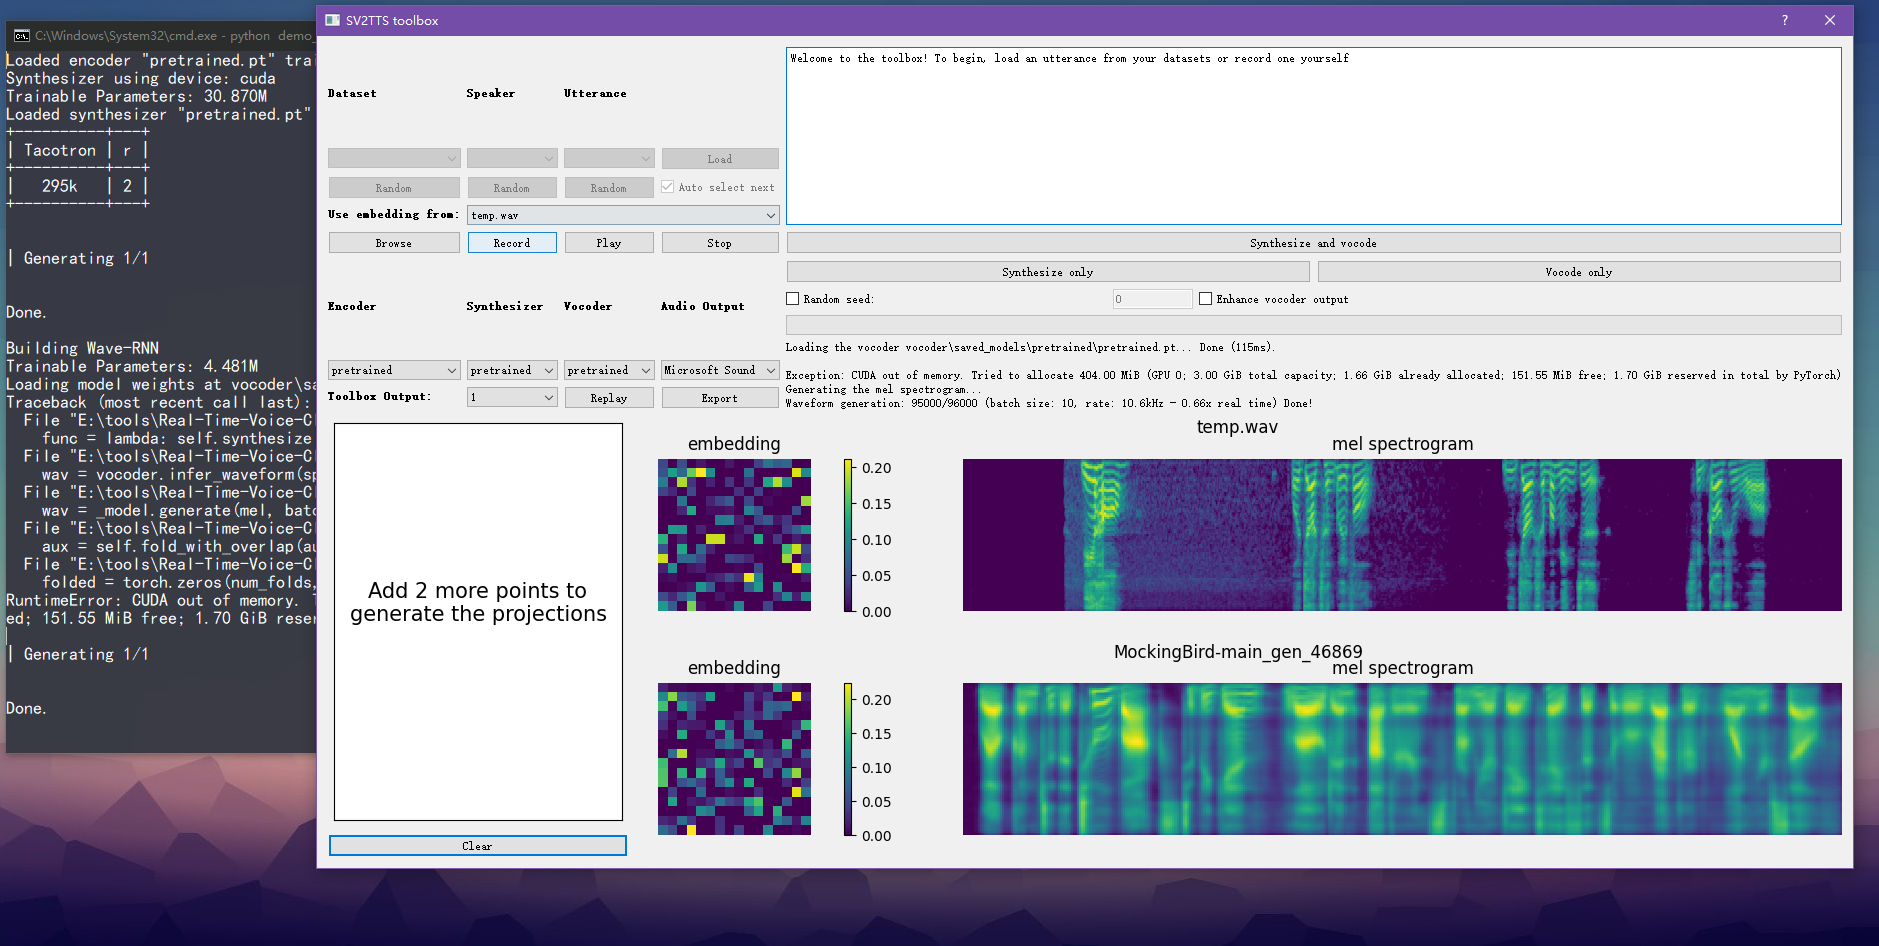 C:\Windows\System32\cmd.exe - python demo_
Loaded encoder "pretrained.pt" trai
Synthesizer using device: cuda
Trainable Parameters: 30.870M
Loaded synthesizer "pretrained.pt"
+----------+---+
| Tacotron | r |
+----------+---+
| 295k | 2 |
+----------+---+
| Generating 1/1
Done.
Building Wave-RNN
Trainable Parameters: 4.481M
Loading model weights at vocoder\sa
Traceback (most recent call last):
File "E:\tools\Real-Time-Voice-Cl
func = lambda: self.synthesize
File "E:\tools\Real-Time-Voice-Cl
wav = vocoder.infer_waveform(sp
File "E:\tools\Real-Time-Voice-Cl
wav = _model.generate(mel, batc
File "E:\tools\Real-Time-Voice-Cl
aux = self.fold_with_overlap(au
File "E:\tools\Real-Time-Voice-Cl
folded = torch.zeros(num_folds,
RuntimeError: CUDA out of memory.
ed; 151.55 MiB free; 1.70 GiB reser
| Generating 1/1
Done.
SV2TTS toolbox
?
Dataset Speaker Utterance
Load
Random Random Random Auto select next
Use embedding from: temp.wav
Browse Record Play Stop
Encoder Synthesizer Vocoder Audio Output
pretrained pretrained pretrained Microsoft Sound
Toolbox Output: 1 Replay Export
Welcome to the toolbox! To begin, load an utterance from your datasets or record one yourself
Synthesize and vocode
Synthesize only Vocode only
Random seed: 0 Enhance vocoder output
Loading the vocoder vocoder\saved_models\pretrained\pretrained.pt... Done (115ms).
Exception: CUDA out of memory. Tried to allocate 404.00 MiB (GPU 0; 3.00 GiB total capacity; 1.66 GiB already allocated; 151.55 MiB free; 1.70 GiB reserved in total by PyTorch)
Generating the mel spectrogram...
Waveform generation: 95000/96000 (batch size: 10, rate: 10.6kHz - 0.66x real time) Done!
Add 2 more points to
generate the projections
Clear
temp.wav
embedding
mel spectrogram
0.20
0.15
0.10
0.05
0.00
MockingBird-main_gen_46869
embedding
mel spectrogram
0.20
0.15
0.10
0.05
0.00